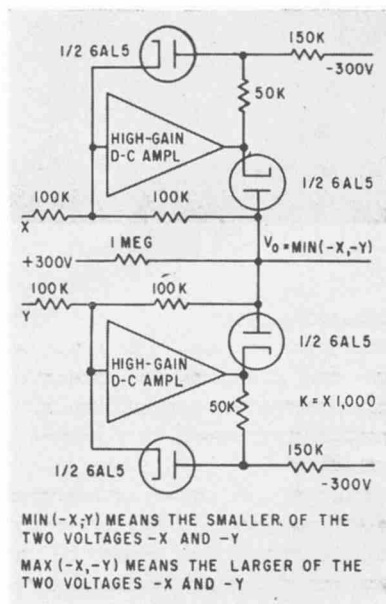 1/2 6AL5
150K
-300V
50K
HIGH-GAIN
D-C AMPL
1/2 6AL5
100K
100K
X
1 MEG
V₀=MIN(-X,-Y)
+300V
100K
100K
Y
1/2 6AL5
HIGH-GAIN
D-C AMPL
50K
K = X 1,000
1/2 6AL5
150K
-300V
MIN (-X,-Y) MEANS THE SMALLER OF THE
TWO VOLTAGES -X AND -Y
MAX (-X,-Y) MEANS THE LARGER OF THE
TWO VOLTAGES -X AND -Y